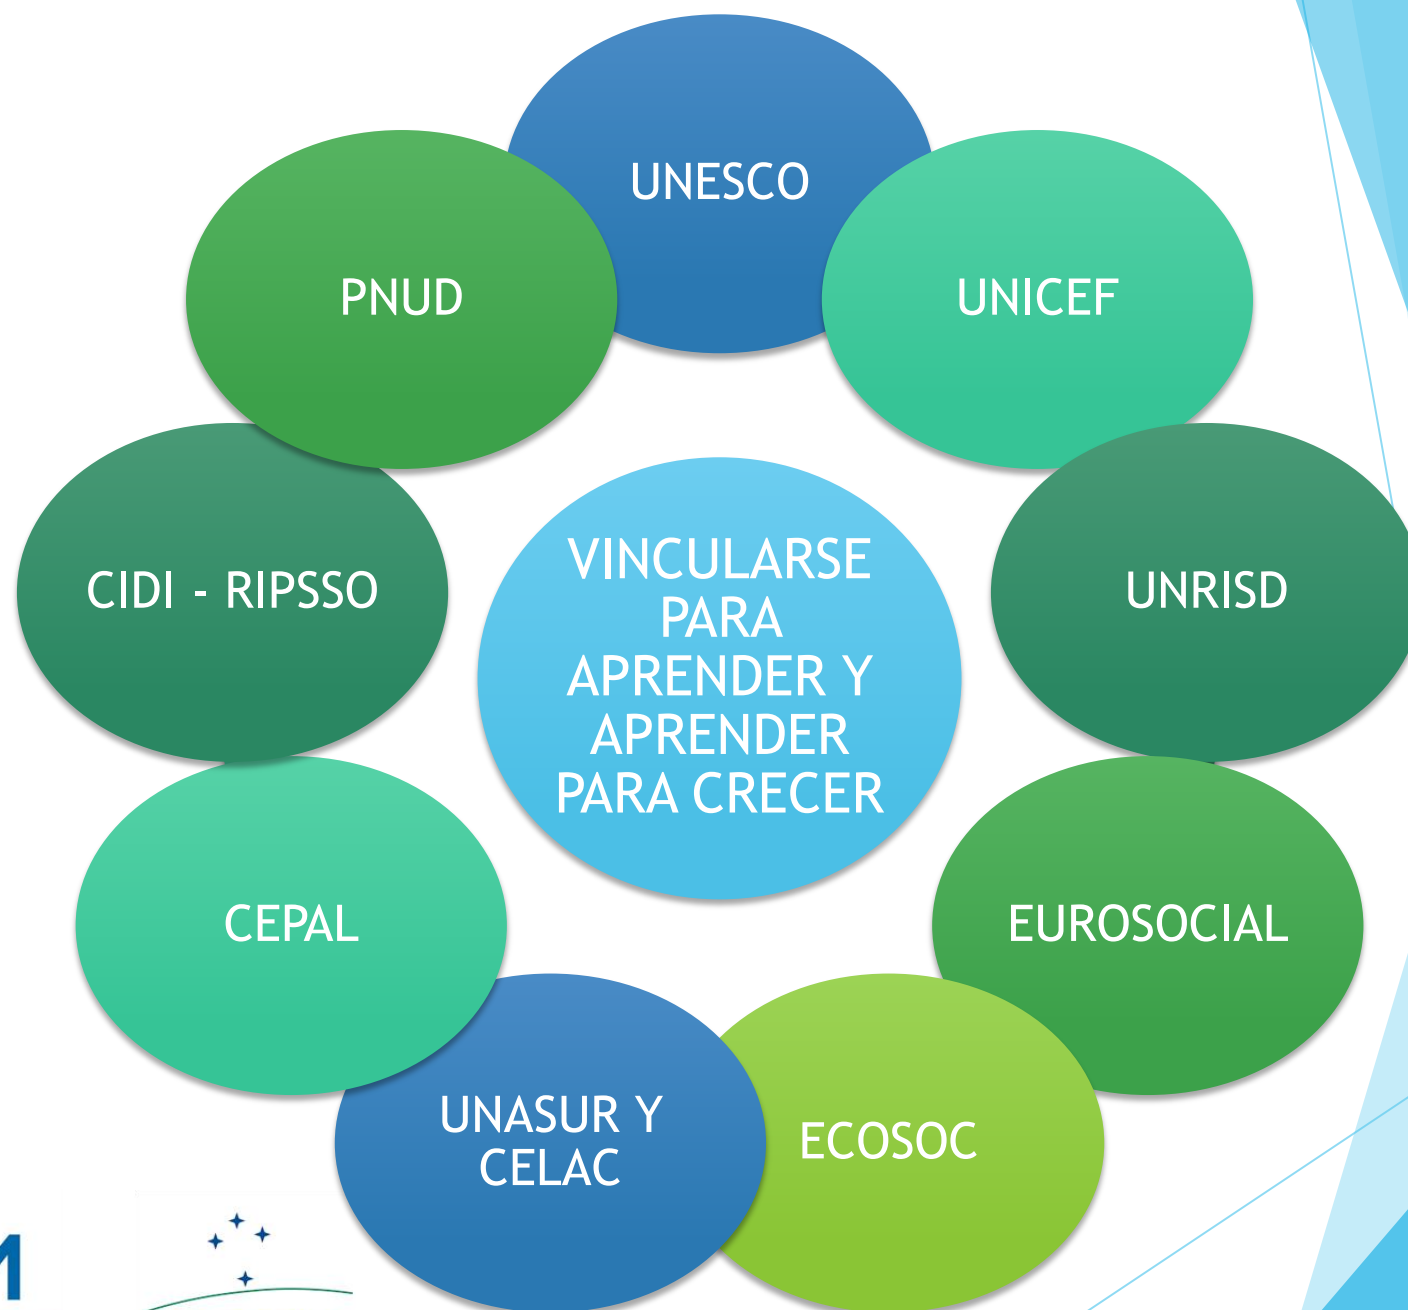 UNESCO
PNUD
UNICEF
CIDI - RIPSSO
VINCULARSE
PARA
APRENDER Y
APRENDER
PARA CRECER
UNRISD
CEPAL
EUROSOCIAL
UNASUR Y
CELAC
ECOSOC